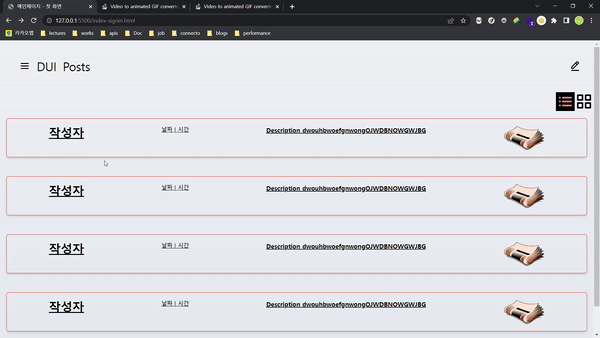 메인페이지 - 첫 화면
Video to animated GIF converter
Video to animated GIF converter
127.0.0.1:5500/index-signin.html
카카오맵 lectures works apis Doc job connecto blogs performance
DUI Posts
작성자 날짜 | 시간 Description dwouhbwoefgnwongOJWDBNOWGWJBG
작성자 날짜 | 시간 Description dwouhbwoefgnwongOJWDBNOWGWJBG
작성자 날짜 | 시간 Description dwouhbwoefgnwongOJWDBNOWGWJBG
작성자 날짜 | 시간 Description dwouhbwoefgnwongOJWDBNOWGWJBG